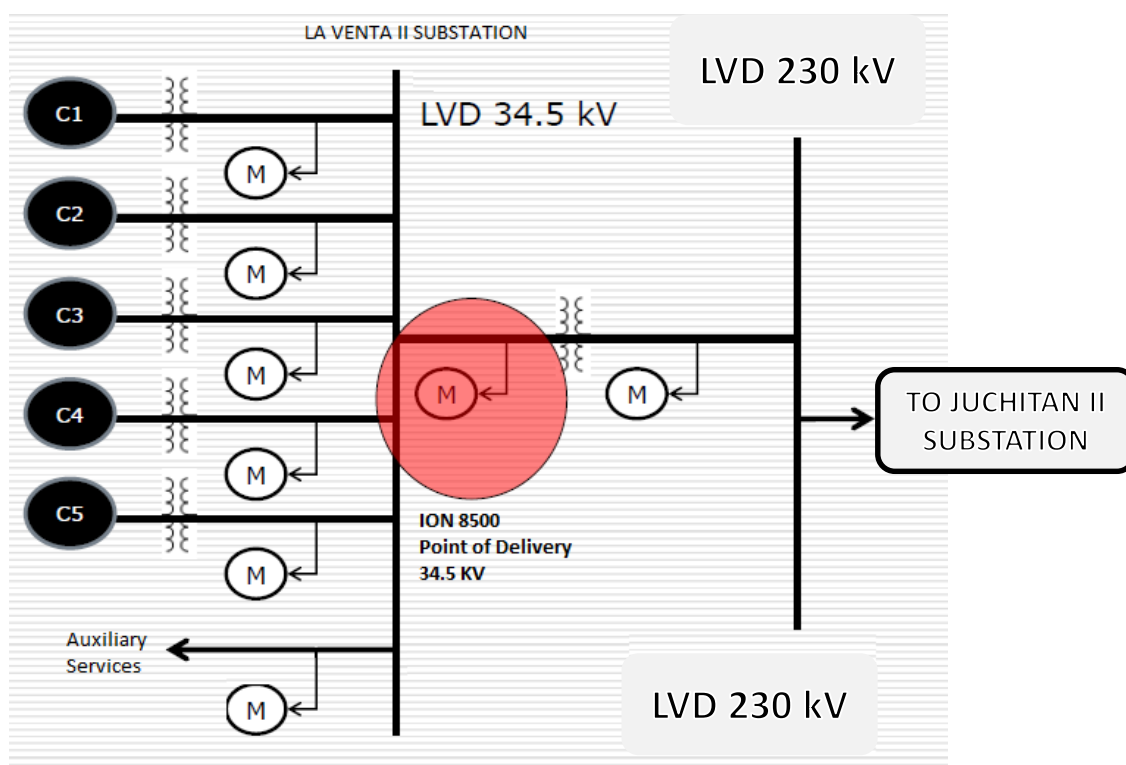 LA VENTA II SUBSTATION
LVD 230 kV
C1
LVD 34.5 kV
M
C2
M
C3
M
M
M
C4
TO JUCHITAN II
SUBSTATION
M
C5
ION 8500
Point of Delivery
34.5 KV
M
Auxiliary
Services
M
LVD 230 kV